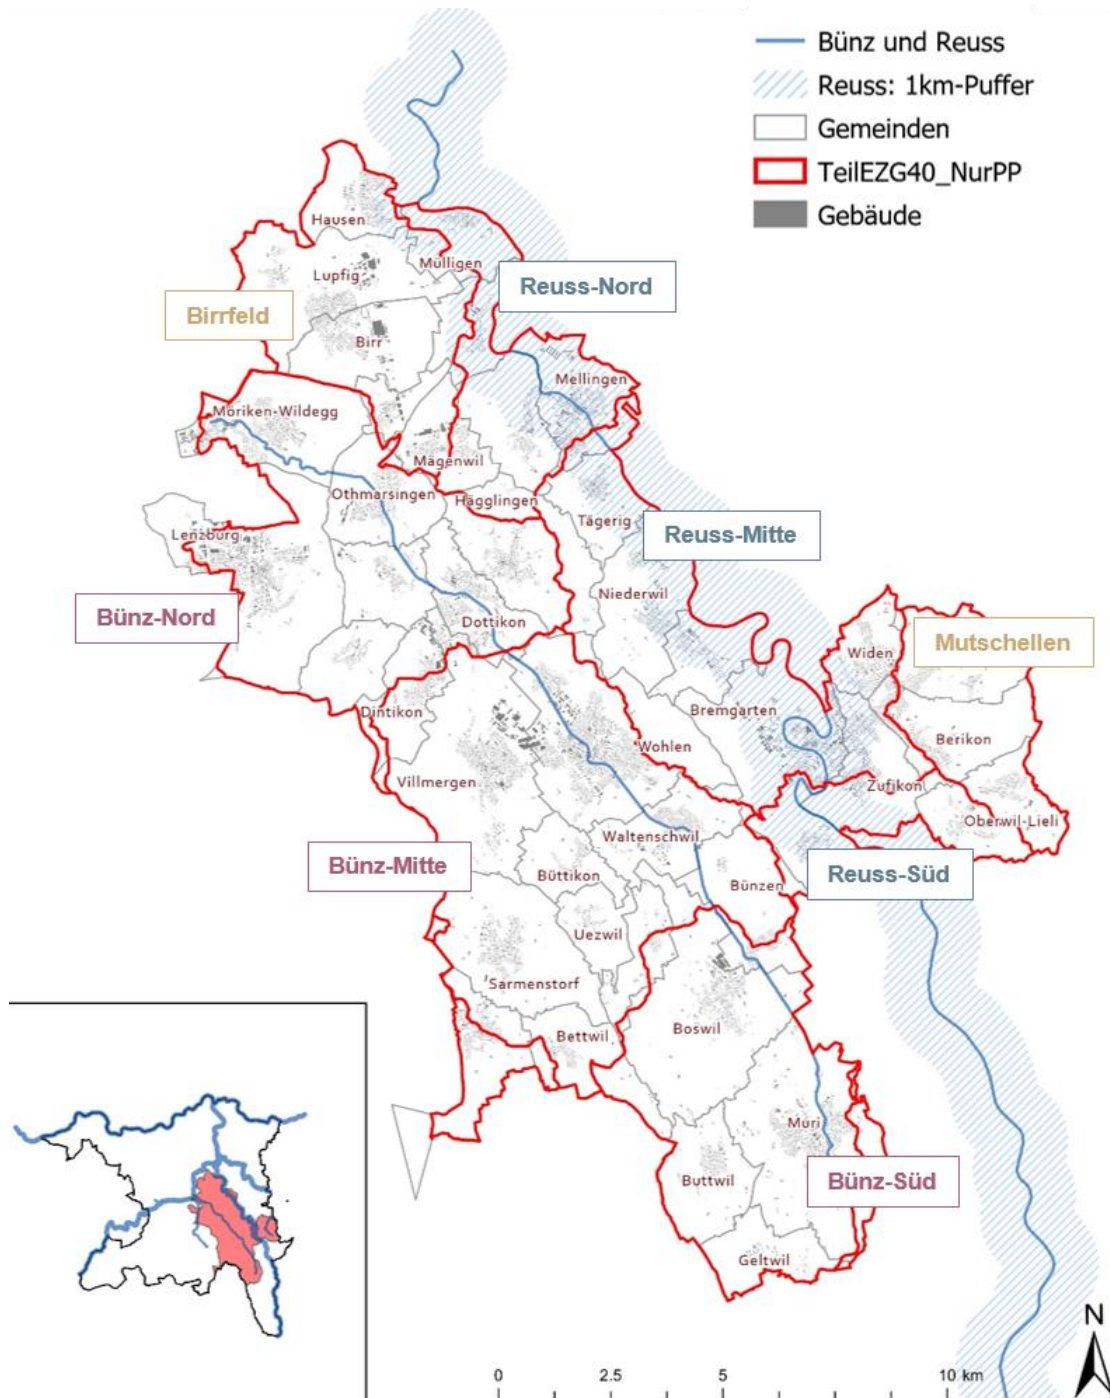 Bünz und Reuss
Reuss: 1km-Puffer
Gemeinden
TeilEZG40_NurPP
Gebäude
Hausen
Mülligen
Lupfig
Reuss-Nord
Birrfeld
Birr
Mellingen
Möriken-Wildegg
Mägenwil
Othmarsingen
Hägglingen
Tägerig
Lenzburg
Reuss-Mitte
Niederwil
Bünz-Nord
Dottikon
Widen
Mutschellen
Dintikon
Bremgarten
Berikon
Wohlen
Villmergen
Zufikon
Oberwil-Lieli
Waltenschwil
Bünz-Mitte
Büttikon
Bünzen
Reuss-Süd
Uezwil
Sarmenstorf
Boswil
Bettwil
Muri
Buttwil
Bünz-Süd
Geltwil
N
0 2.5 5 10 km